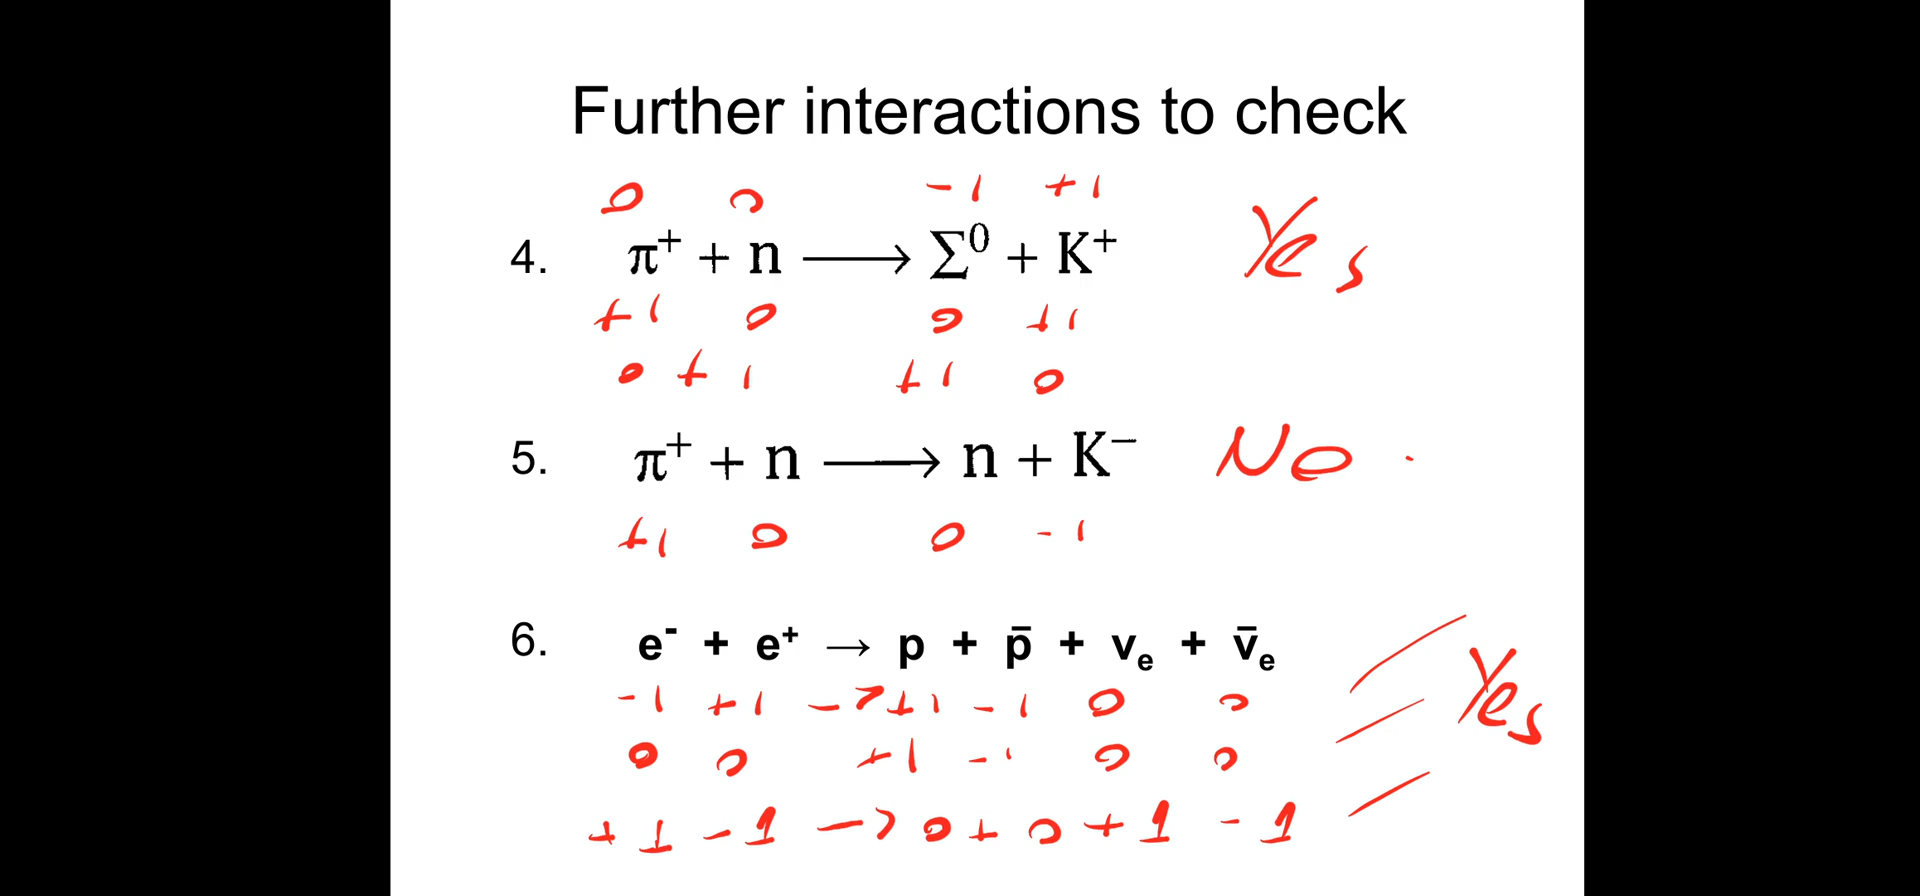 Further interactions to check
0 0 -1 +1
4. π⁺ + n ⟶ Σ⁰ + K⁺ Yes
+1 0 0 +1
0 +1 +1 0
5. π⁺ + n ⟶ n + K⁻ NO.
+1 0 0 -1
6. e⁻ + e⁺ → p + p̄ + νₑ + ν̄ₑ Yes
-1 +1 → +1 -1 0 0
0 0 +1 -1 0 0
+1 -1 → 0 + 0 + 1 - 1